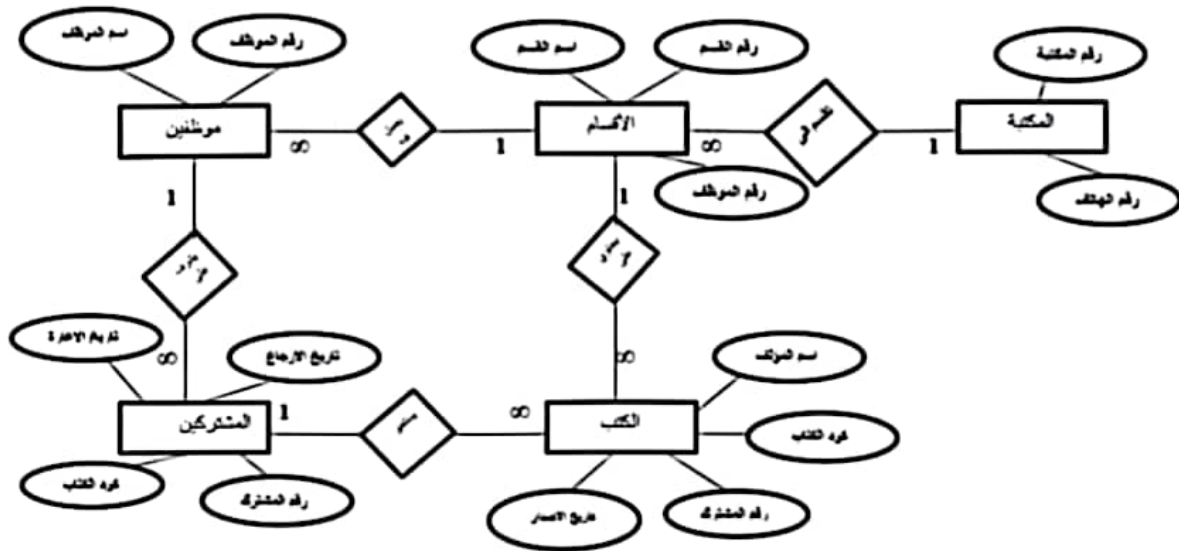 اسم الموظف
رقم الموظف
اسم القسم
رقم القسم
رقم المكتبة
موظفين
الأقسام
المكتبة
∞
1
∞
1
رقم الموظف
رقم الهاتف
1
1
تاريخ الاعارة
∞
تاريخ الارجاع
∞
اسم المؤلف
المشتركين
1
∞
الكتب
كود الكتاب
كود الكتاب
رقم المشترك
تاريخ الاصدار
رقم المشترك